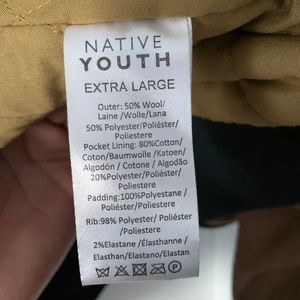 NATIVE
YOUTH
EXTRA LARGE
Outer: 50% Wool/
Laine /Wolle/Lana
50% Polyester/Poliéster/
Poliestere
Pocket Lining: 80%Cotton/
Coton/Baumwolle /Katoen/
Algodón / Cotone / Algodão
20%Polyester/Poliéster/
Poliestere
Padding:100%Polyestane /
Poliéster/Poliestere
Rib:98% Polyester / Poliéster
/Poliestere
2%Elastane /Élasthanne /
Elasthan/Elastano/Elastan
P